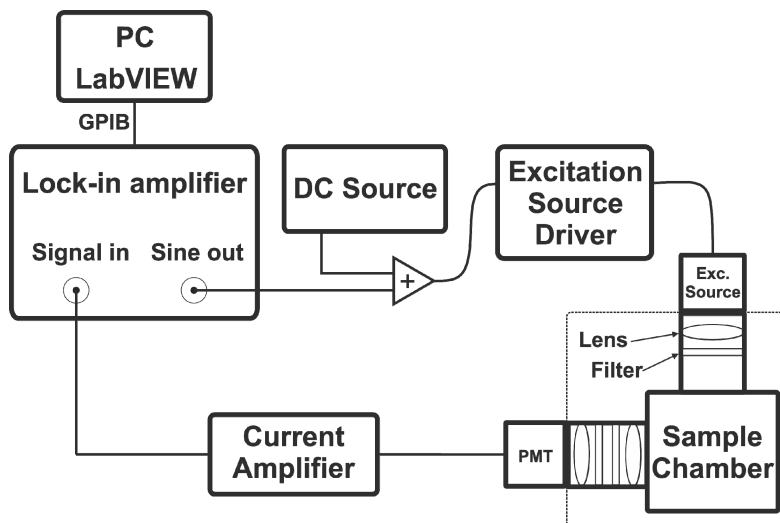 PC
LabVIEW
GPIB
Lock-in amplifier
Signal in
Sine out
DC Source
+
Excitation
Source
Driver
Exc.
Source
Lens
Filter
Sample
Chamber
PMT
Current
Amplifier